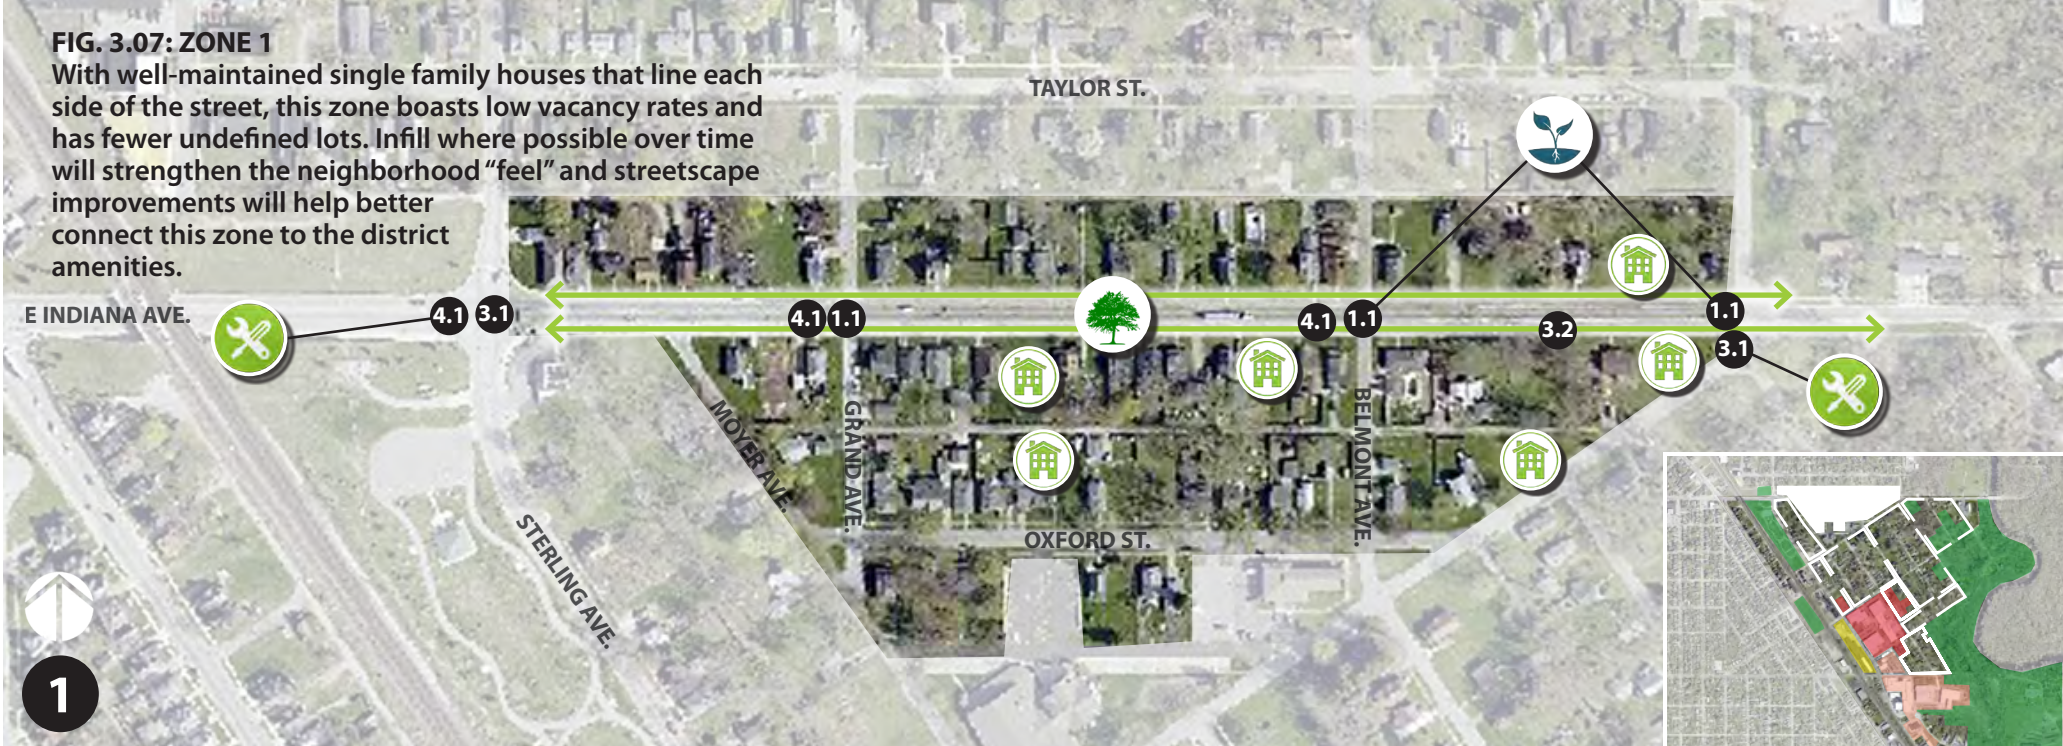 FIG. 3.07: ZONE 1
With well-maintained single family houses that line each
side of the street, this zone boasts low vacancy rates and
has fewer undefined lots. Infill where possible over time
will strengthen the neighborhood “feel” and streetscape
improvements will help better
connect this zone to the district
amenities.
TAYLOR ST.
E INDIANA AVE.
4.1 3.1
4.1 1.1
4.1 1.1
3.2
1.1
3.1
MOYER AVE.
GRAND AVE.
BELMONT AVE.
STERLING AVE.
OXFORD ST.
1